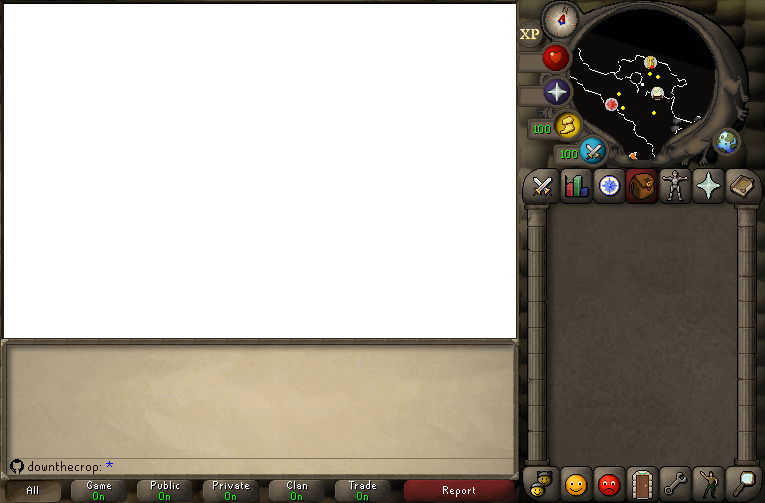 XP
100
100
downthecrop: *
All
Game
On
Public
On
Private
On
Clan
On
Trade
On
Report